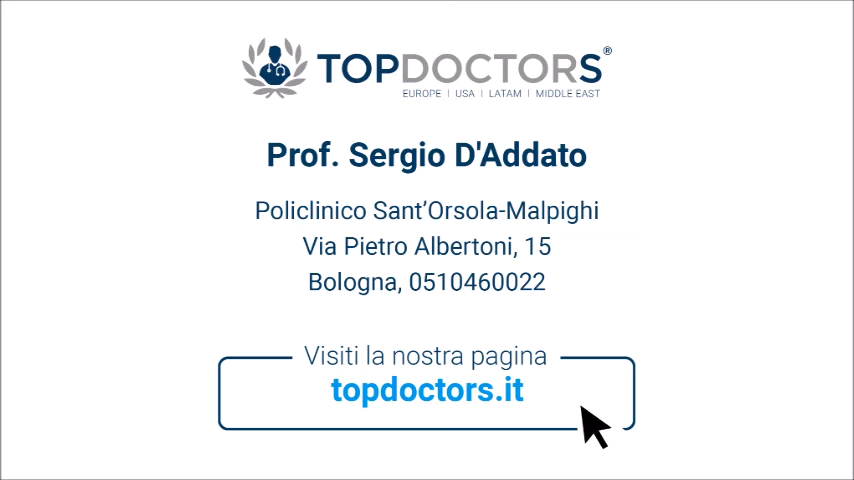 TOPDOCTORS®
EUROPE | USA | LATAM | MIDDLE EAST
Prof. Sergio D'Addato
Policlinico Sant’Orsola-Malpighi
Via Pietro Albertoni, 15
Bologna, 0510460022
Visiti la nostra pagina
topdoctors.it